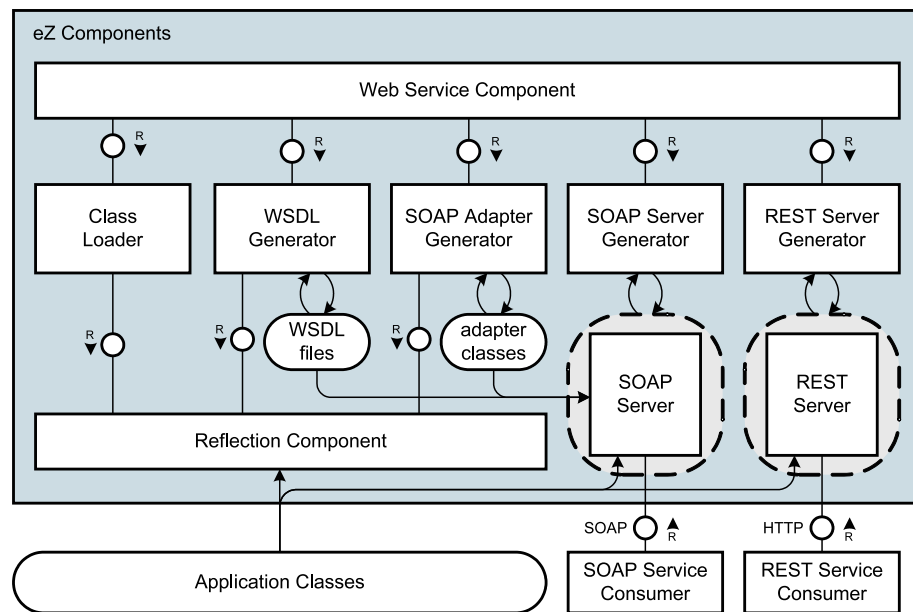 eZ Components
Web Service Component
R
R
R
R
R
Class
Loader
WSDL
Generator
SOAP Adapter
Generator
SOAP Server
Generator
REST Server
Generator
R
R
R
WSDL
files
adapter
classes
SOAP
Server
REST
Server
Reflection Component
SOAP
R
HTTP
R
Application Classes
SOAP Service
Consumer
REST Service
Consumer